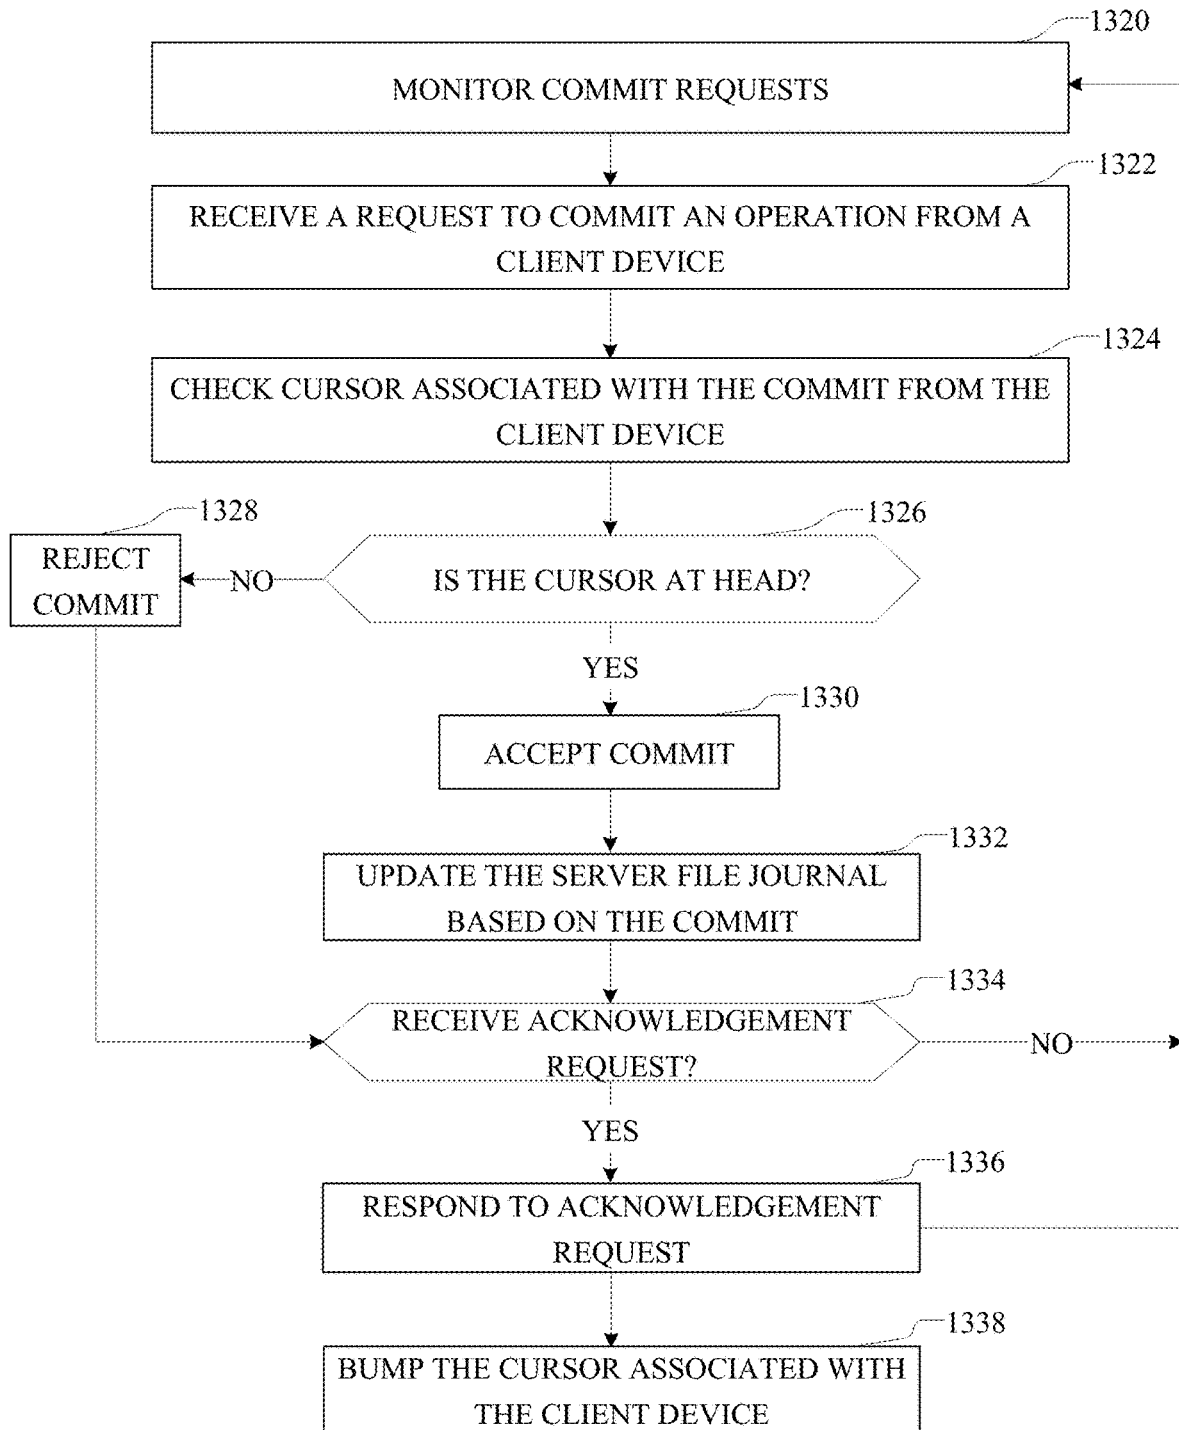 1320
MONITOR COMMIT REQUESTS
1322
RECEIVE A REQUEST TO COMMIT AN OPERATION FROM A
CLIENT DEVICE
1324
CHECK CURSOR ASSOCIATED WITH THE COMMIT FROM THE
CLIENT DEVICE
1328
1326
REJECT
COMMIT
NO
IS THE CURSOR AT HEAD?
YES
1330
ACCEPT COMMIT
1332
UPDATE THE SERVER FILE JOURNAL
BASED ON THE COMMIT
1334
RECEIVE ACKNOWLEDGEMENT
REQUEST?
NO
YES
1336
RESPOND TO ACKNOWLEDGEMENT
REQUEST
1338
BUMP THE CURSOR ASSOCIATED WITH
THE CLIENT DEVICE